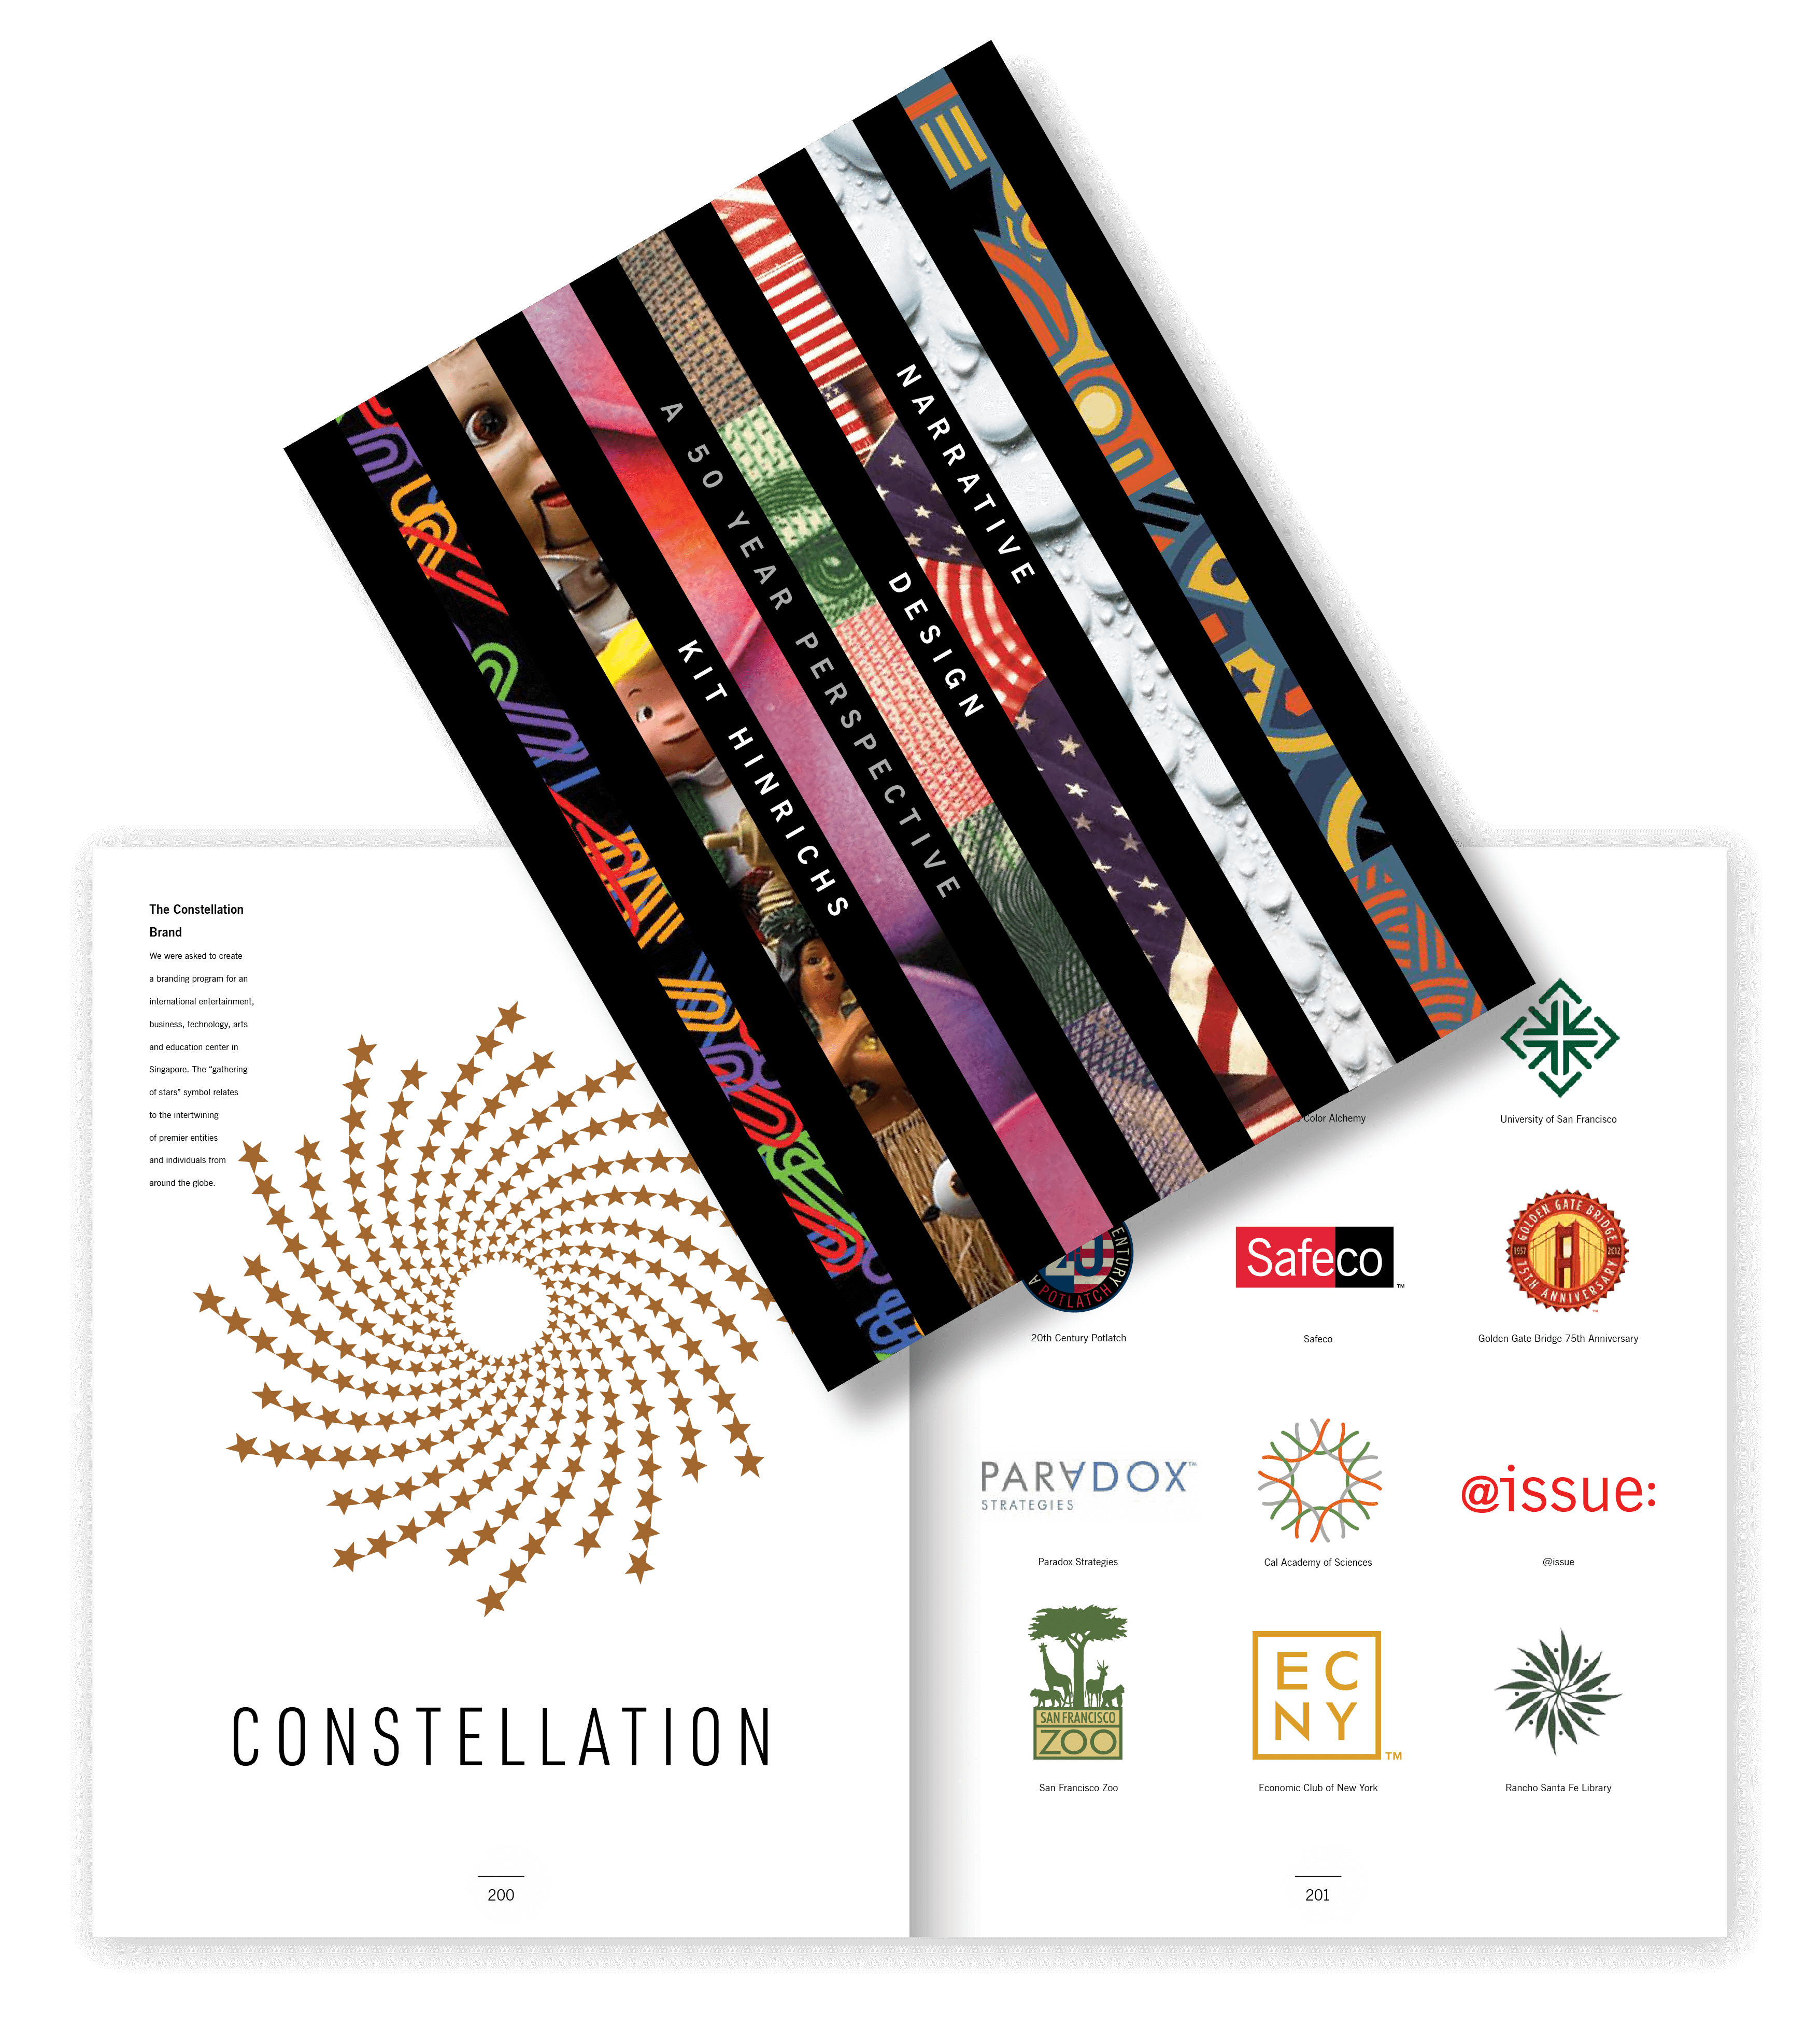 NARRATIVE
DESIGN
A 50 YEAR PERSPECTIVE
KIT HINRICHS
The Constellation
Brand
We were asked to create
a branding program for an
international entertainment,
business, technology, arts
and education center in
Singapore. The "gathering
of stars" symbol relates
to the intertwining
of premier entities
and individuals from
around the globe.
CONSTELLATION
200
Color Alchemy
University of San Francisco
20
POTLATCH
20th Century Potlatch
Safeco™
Safeco
GOLDEN GATE BRIDGE
1937 2012
75TH ANNIVERSARY
Golden Gate Bridge 75th Anniversary
PARADOX™
STRATEGIES
Paradox Strategies
Cal Academy of Sciences
@issue:
@issue
SAN FRANCISCO
ZOO
San Francisco Zoo
EC
NY
TM
Economic Club of New York
Rancho Santa Fe Library
201